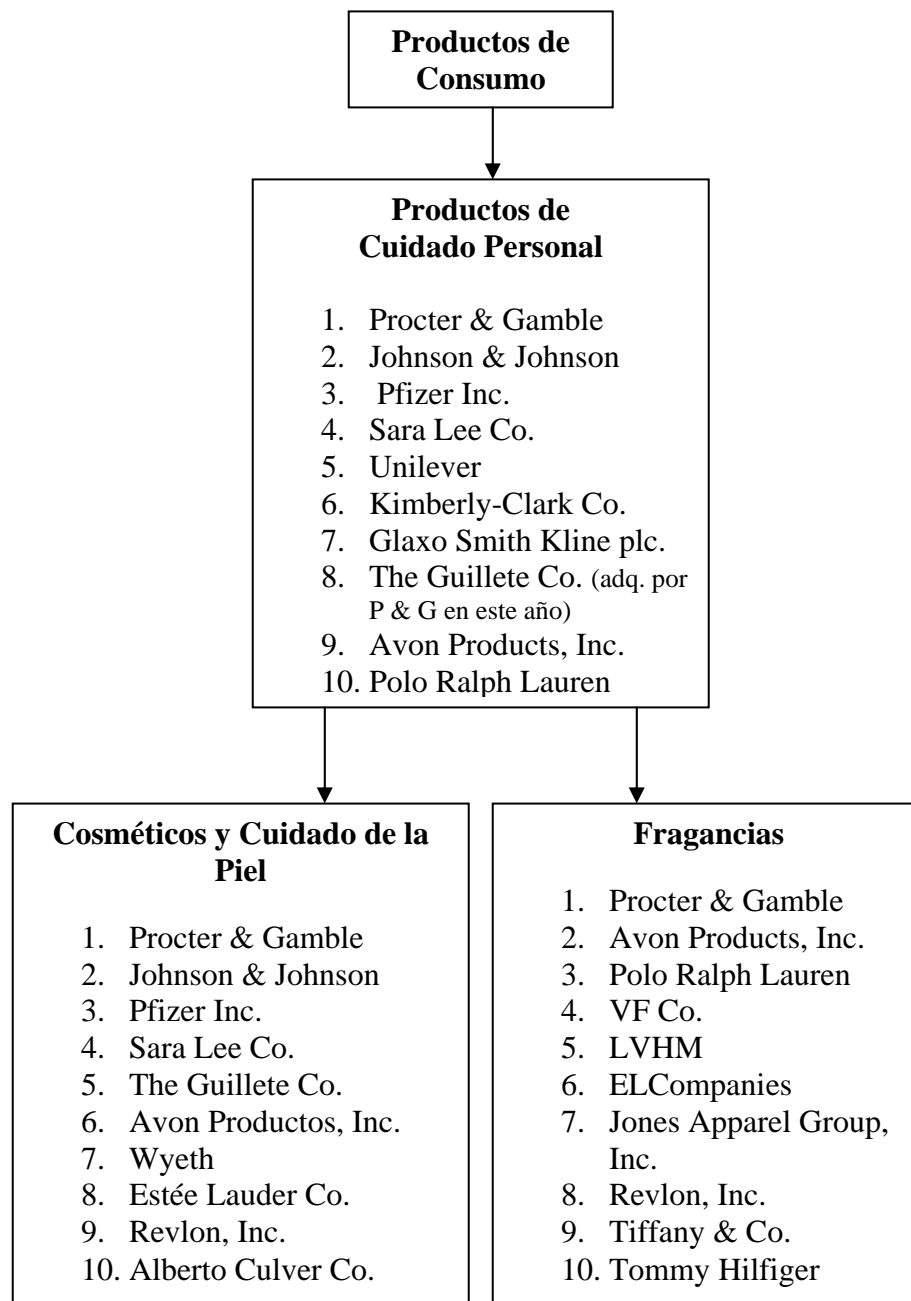 Productos de
Consumo
Productos de
Cuidado Personal
1. Procter & Gamble
2. Johnson & Johnson
3. Pfizer Inc.
4. Sara Lee Co.
5. Unilever
6. Kimberly-Clark Co.
7. Glaxo Smith Kline plc.
8. The Guillete Co. (adq. por
P & G en este año)
9. Avon Products, Inc.
10. Polo Ralph Lauren
Cosméticos y Cuidado de la
Piel
1. Procter & Gamble
2. Johnson & Johnson
3. Pfizer Inc.
4. Sara Lee Co.
5. The Guillete Co.
6. Avon Productos, Inc.
7. Wyeth
8. Estée Lauder Co.
9. Revlon, Inc.
10. Alberto Culver Co.
Fragancias
1. Procter & Gamble
2. Avon Products, Inc.
3. Polo Ralph Lauren
4. VF Co.
5. LVHM
6. ELCompanies
7. Jones Apparel Group,
Inc.
8. Revlon, Inc.
9. Tiffany & Co.
10. Tommy Hilfiger